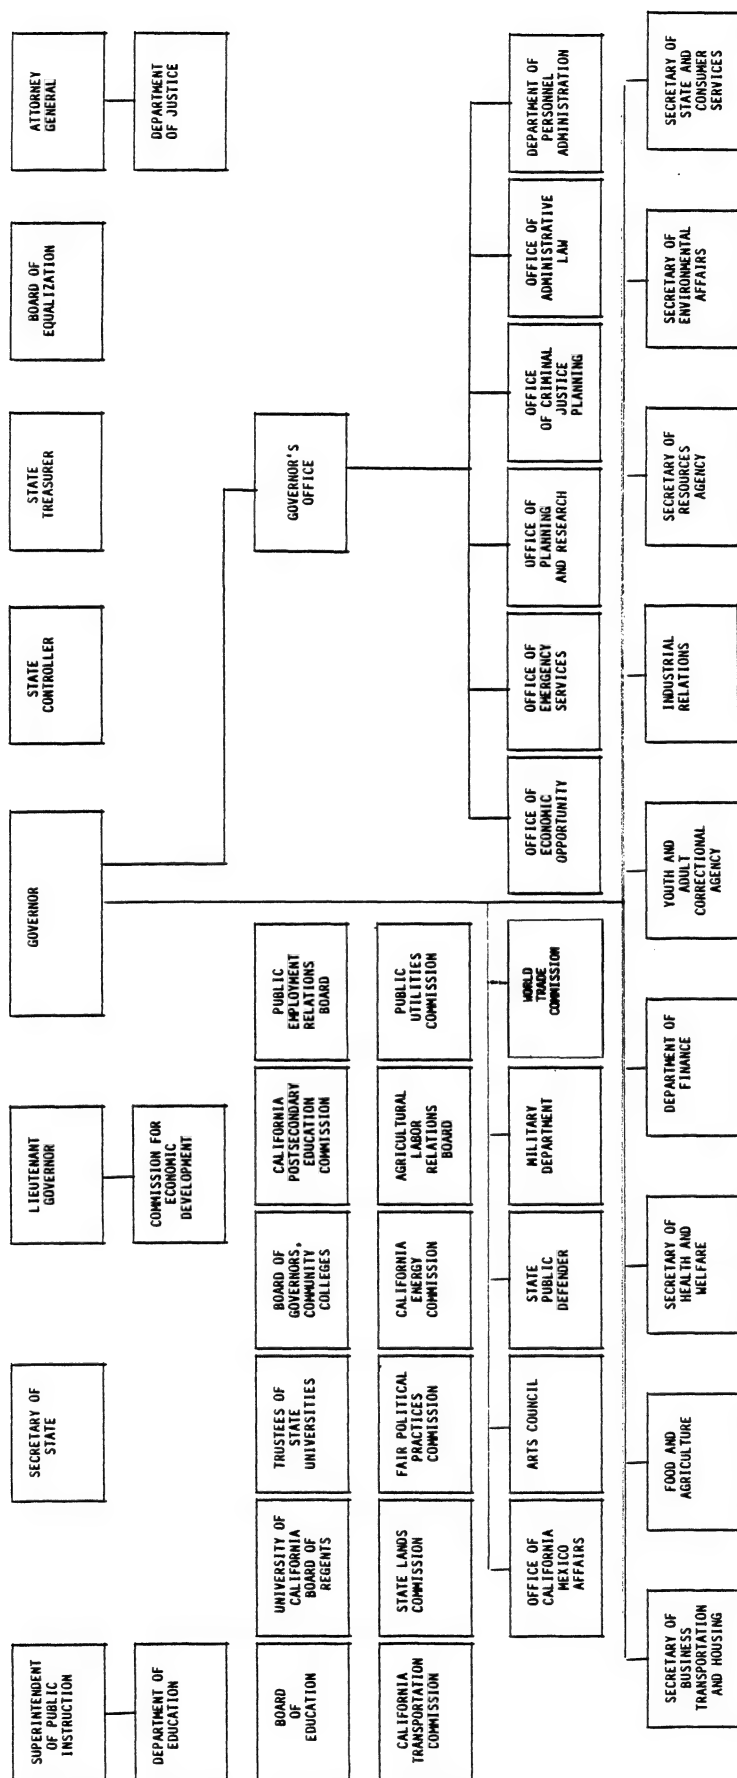 SUPERINTENDENT
OF PUBLIC
INSTRUCTION
SECRETARY OF
STATE
LIEUTENANT
GOVERNOR
GOVERNOR
STATE
CONTROLLER
STATE
TREASURER
BOARD OF
EQUALIZATION
ATTORNEY
GENERAL
DEPARTMENT OF
EDUCATION
COMMISSION FOR
ECONOMIC
DEVELOPMENT
DEPARTMENT
OF JUSTICE
BOARD
OF
EDUCATION
UNIVERSITY OF
CALIFORNIA
BOARD OF
REGENTS
TRUSTEES OF
STATE
UNIVERSITIES
BOARD OF
GOVERNORS,
COMMUNITY
COLLEGES
CALIFORNIA
POSTSECONDARY
EDUCATION
COMMISSION
PUBLIC
EMPLOYMENT
RELATIONS
BOARD
GOVERNOR'S
OFFICE
CALIFORNIA
TRANSPORTATION
COMMISSION
STATE LANDS
COMMISSION
FAIR POLITICAL
PRACTICES
COMMISSION
CALIFORNIA
ENERGY
COMMISSION
AGRICULTURAL
LABOR
RELATIONS
BOARD
PUBLIC
UTILITIES
COMMISSION
OFFICE OF
CALIFORNIA
MEXICO
AFFAIRS
ARTS COUNCIL
STATE
PUBLIC
DEFENDER
MILITARY
DEPARTMENT
WORLD
TRADE
COMMISSION
OFFICE OF
ECONOMIC
OPPORTUNITY
OFFICE OF
EMERGENCY
SERVICES
OFFICE OF
PLANNING
AND RESEARCH
OFFICE
OF CRIMINAL
JUSTICE
PLANNING
OFFICE OF
ADMINISTRATIVE
LAW
DEPARTMENT OF
PERSONNEL
ADMINISTRATION
SECRETARY OF
BUSINESS
TRANSPORTATION
AND HOUSING
FOOD AND
AGRICULTURE
SECRETARY OF
HEALTH AND
WELFARE
DEPARTMENT OF
FINANCE
YOUTH AND
ADULT
CORRECTIONAL
AGENCY
INDUSTRIAL
RELATIONS
SECRETARY OF
RESOURCES
AGENCY
SECRETARY OF
ENVIRONMENTAL
AFFAIRS
SECRETARY OF
STATE AND
CONSUMER
SERVICES